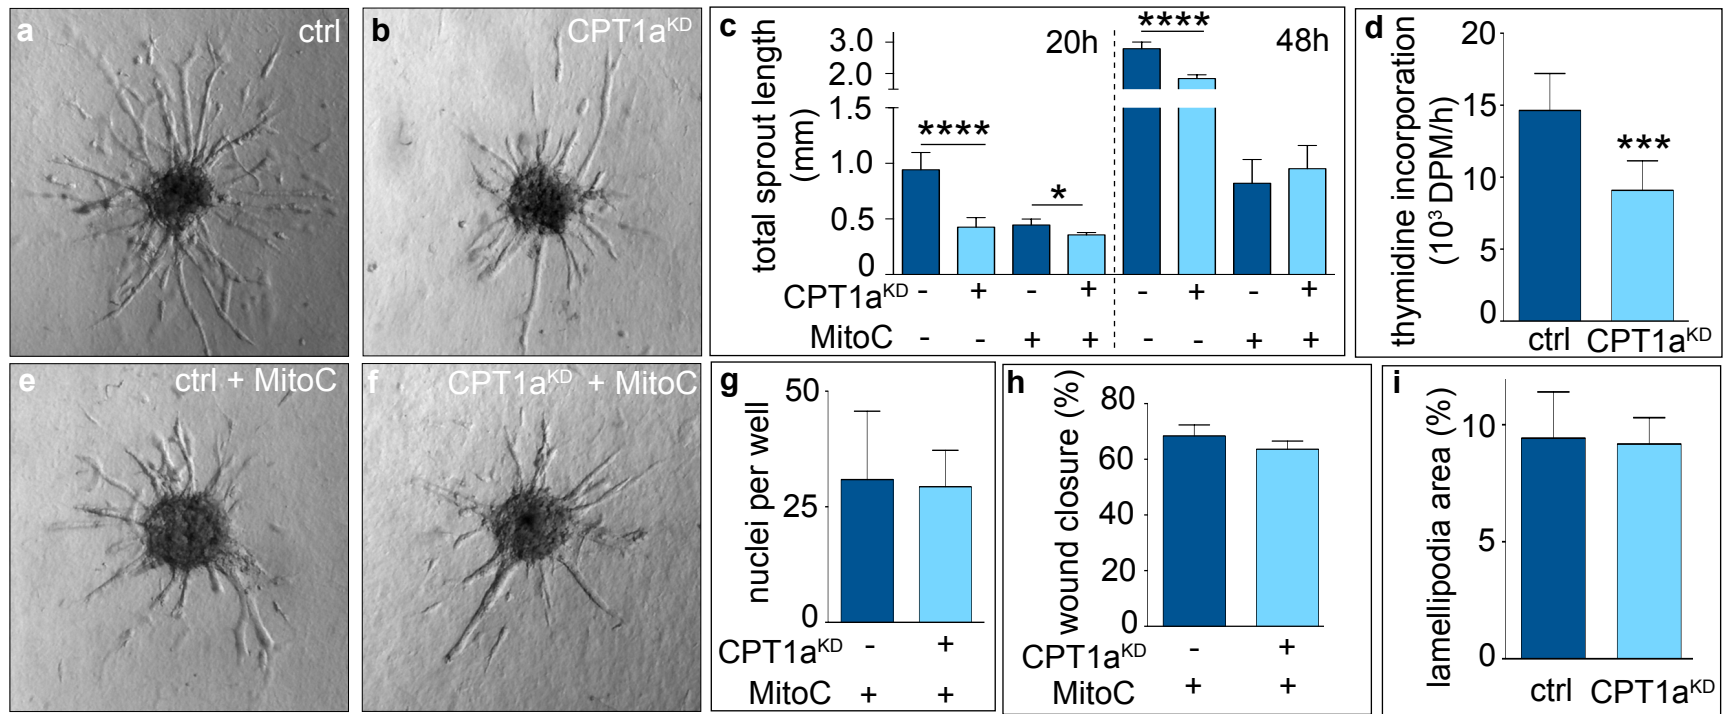 a ctrl
b CPT1aKD
c 20h **** 48h
total sprout length
(mm)
3.0
2.0
1.5
1.0
0.5
0
****
*
CPT1aKD - + - + - + - +
MitoC - - + + - - + +
d
thymidine incorporation
(10³ DPM/h)
20
15
10
5
0
***
ctrl CPT1aKD
e ctrl + MitoC
f CPT1aKD + MitoC
g
nuclei per well
50
25
0
CPT1aKD - +
MitoC + +
h
wound closure (%)
80
60
40
20
0
CPT1aKD - +
MitoC + +
i
lamellipodia area (%)
10
5
0
ctrl CPT1aKD